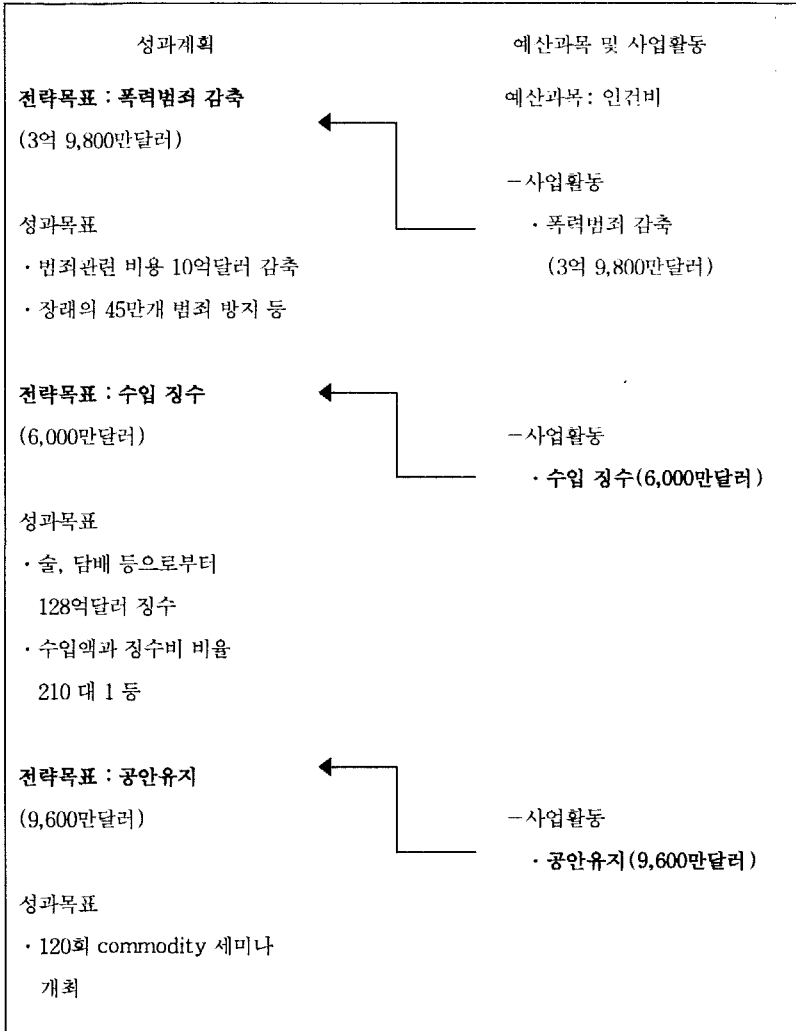 성과계획
예산과목 및 사업활동
전략목표 : 폭력범죄 감축
예산과목: 인건비
(3억 9,800만달러)
-사업활동
성과목표
· 폭력범죄 감축
· 범죄관련 비용 10억달러 감축
(3억 9,800만달러)
· 장래의 45만개 범죄 방지 등
전략목표 : 수입 징수
(6,000만달러)
-사업활동
· 수입 징수(6,000만달러)
성과목표
· 술, 담배 등으로부터
128억달러 징수
· 수입액과 징수비 비율
210 대 1 등
전략목표 : 공안유지
(9,600만달러)
-사업활동
· 공안유지(9,600만달러)
성과목표
· 120회 commodity 세미나
개최